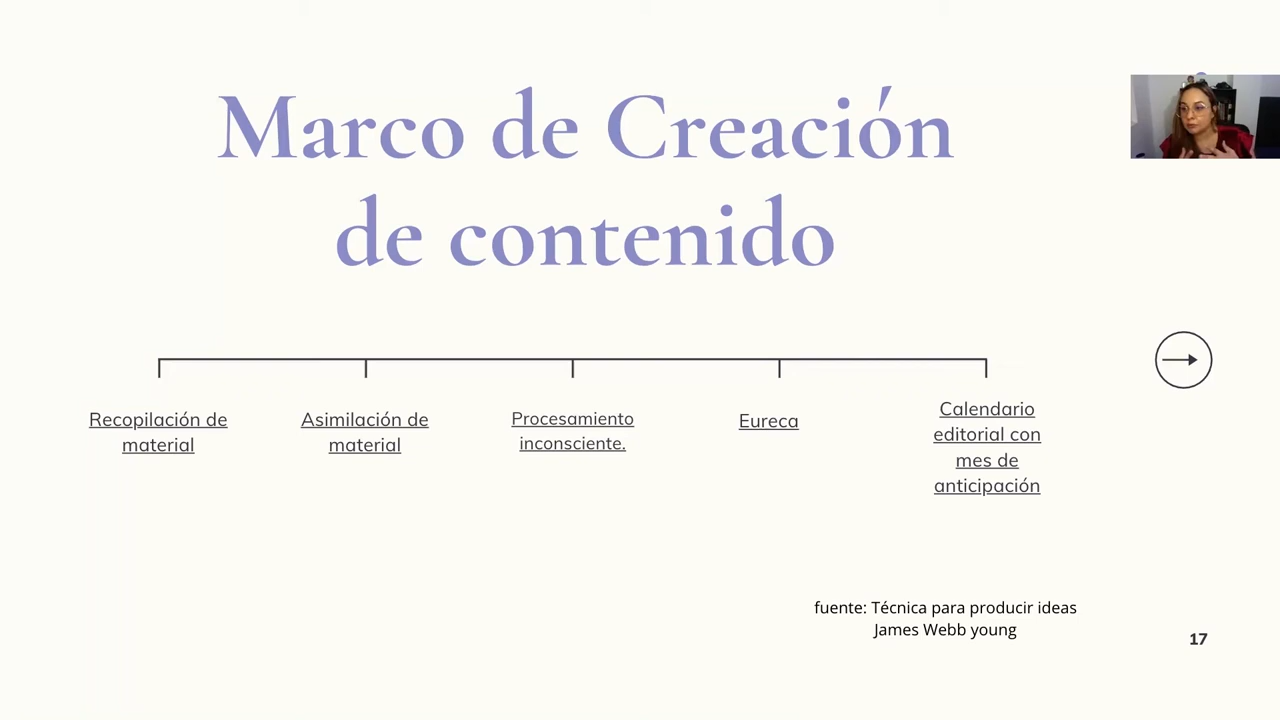 Marco de Creación
de contenido
Recopilación de
material
Asimilación de
material
Procesamiento
inconsciente.
Eureca
Calendario
editorial con
mes de
anticipación
fuente: Técnica para producir ideas
James Webb young
17